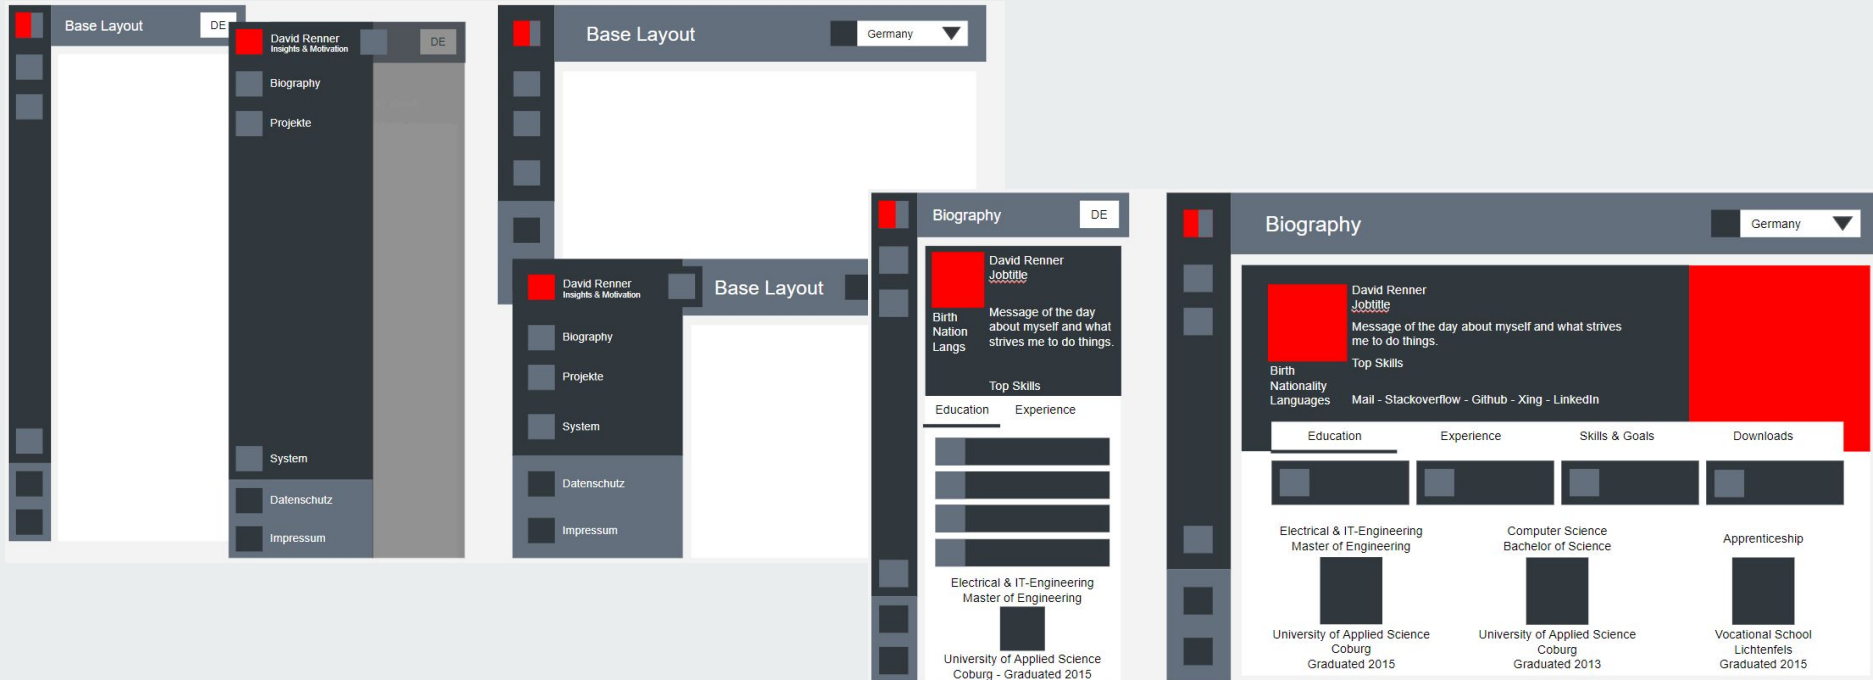 Base Layout
DE
David Renner
Insights & Motivation
DE
Biography
Projekte
System
Datenschutz
Impressum
Base Layout
Germany
David Renner
Insights & Motivation
Base Layout
Biography
Projekte
System
Datenschutz
Impressum
Biography
DE
David Renner
Jobtitle
Birth
Nation
Langs
Message of the day
about myself and what
strives me to do things.
Top Skills
Education
Experience
Electrical & IT-Engineering
Master of Engineering
University of Applied Science
Coburg - Graduated 2015
Biography
Germany
David Renner
Jobtitle
Message of the day about myself and what strives
me to do things.
Top Skills
Birth
Nationality
Languages
Mail - Stackoverflow - Github - Xing - LinkedIn
Education
Experience
Skills & Goals
Downloads
Electrical & IT-Engineering
Master of Engineering
University of Applied Science
Coburg
Graduated 2015
Computer Science
Bachelor of Science
University of Applied Science
Coburg
Graduated 2013
Apprenticeship
Vocational School
Lichtenfels
Graduated 2015